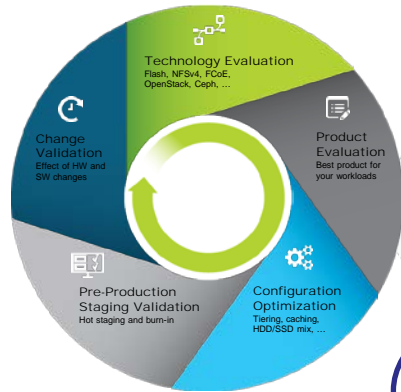 Technology Evaluation
Flash, NFSv4, FCoE,
OpenStack, Ceph, ...
Product
Evaluation
Best product for
your workloads
Configuration
Optimization
Tiering, caching,
HDD/SSD mix, ...
Pre-Production
Staging Validation
Hot staging and burn-in
Change
Validation
Effect of HW and
SW changes